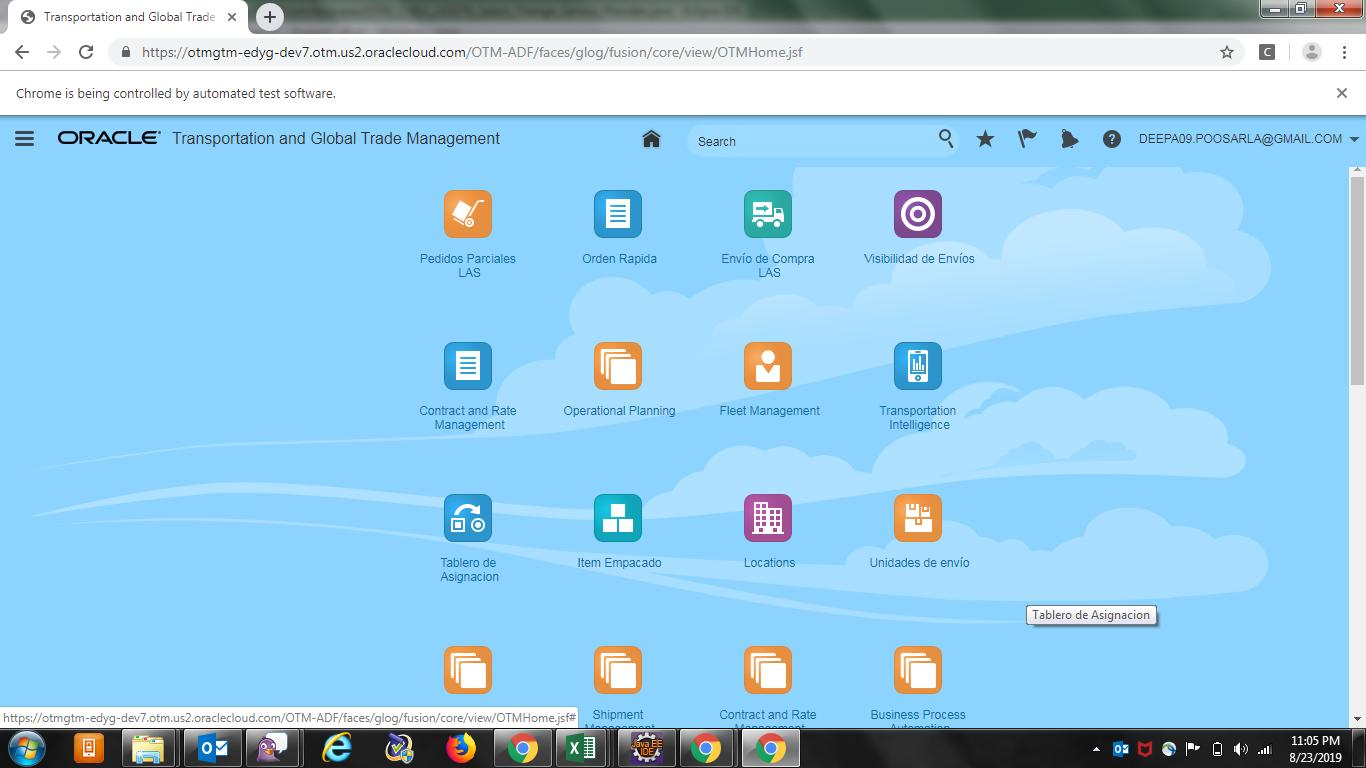 Transportation and Global Trade
https://otmgtm-edyg-dev7.otm.us2.oraclecloud.com/OTM-ADF/faces/glog/fusion/core/view/OTMHome.jsf
C
Chrome is being controlled by automated test software.
ORACLE Transportation and Global Trade Management
Search
DEEPA09.POOSARLA@GMAIL.COM
Pedidos Parciales
LAS
Orden Rapida
Envío de Compra
LAS
Visibilidad de Envíos
Contract and Rate
Management
Operational Planning
Fleet Management
Transportation
Intelligence
Tablero de
Asignacion
Item Empacado
Locations
Unidades de envío
Tablero de Asignacion
https://otmgtm-edyg-dev7.otm.us2.oraclecloud.com/OTM-ADF/faces/glog/fusion/core/view/OTMHome.jsf#
Shipment
Management
Contract and Rate
Management
Business Process
Automation
Java EE
IDE
11:05 PM
8/23/2019